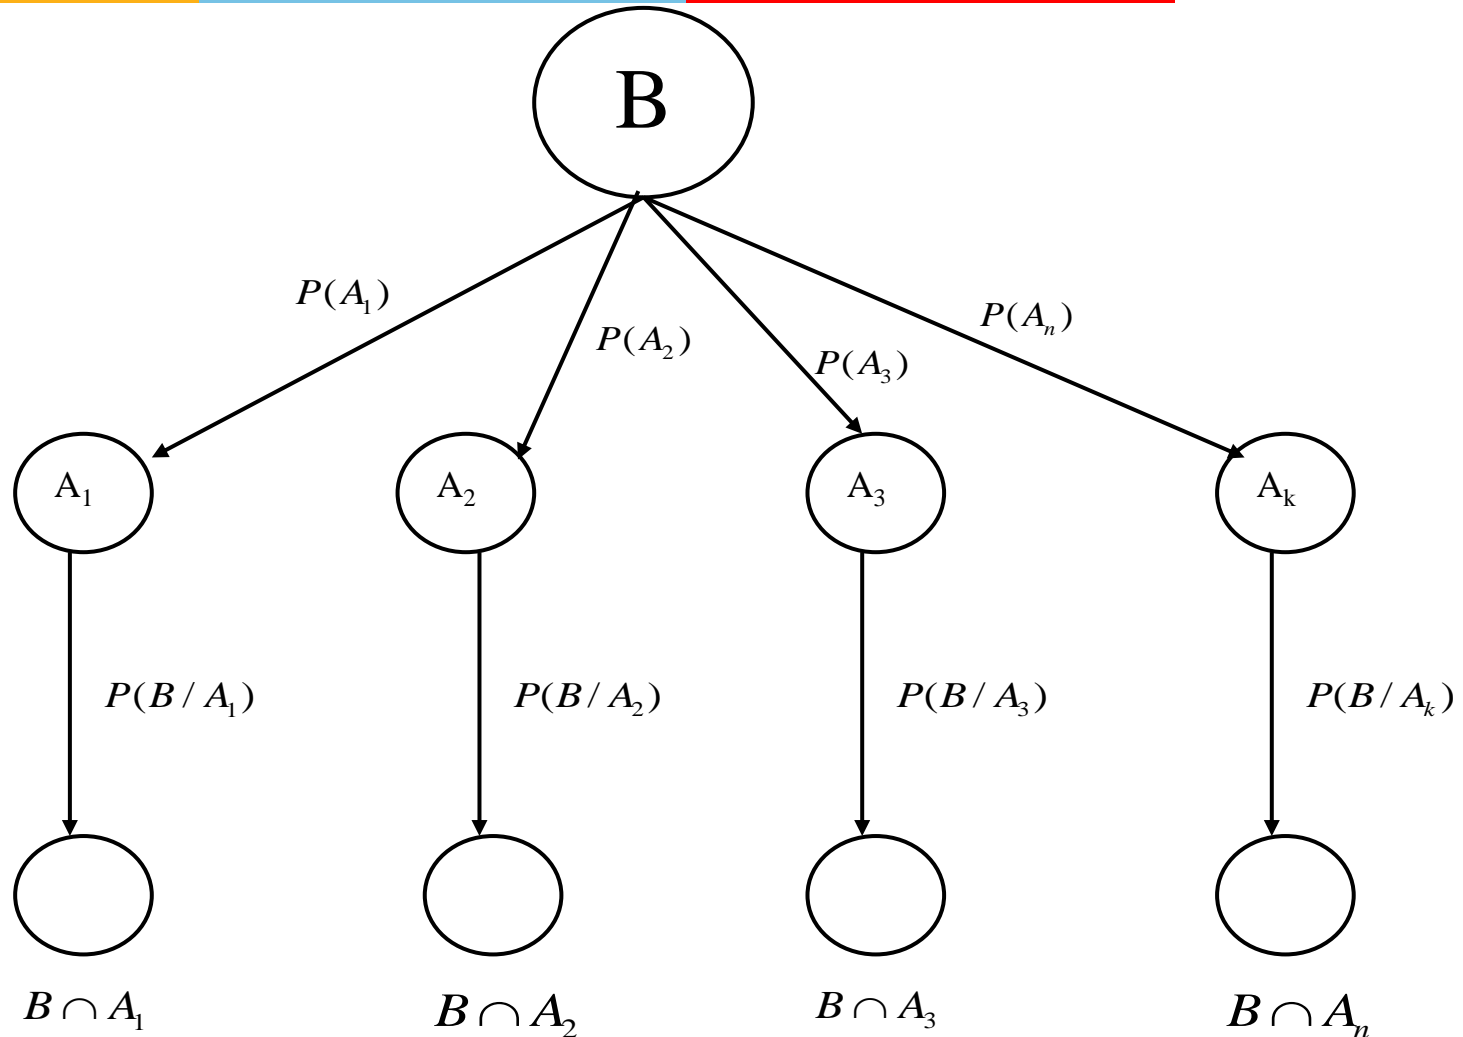 B
P(A₁)
P(Aₙ)
P(A₂)
P(A₃)
A₁
A₂
A₃
Aₖ
P(B / A₁)
P(B / A₂)
P(B / A₃)
P(B / Aₖ)
B ∩ A₁
B ∩ A₂
B ∩ A₃
B ∩ Aₙ